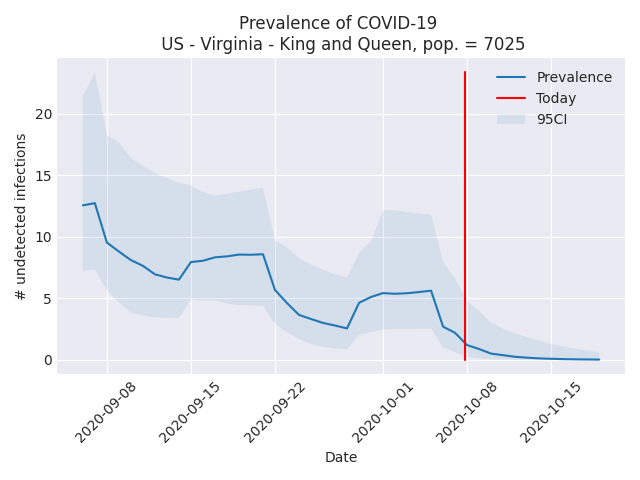 Prevalence of COVID-19
US - Virginia - King and Queen, pop. = 7025
Prevalence
Today
95CI
# undetected infections
20
15
10
5
0
2020-09-08
2020-09-15
2020-09-22
2020-10-01
2020-10-08
2020-10-15
Date